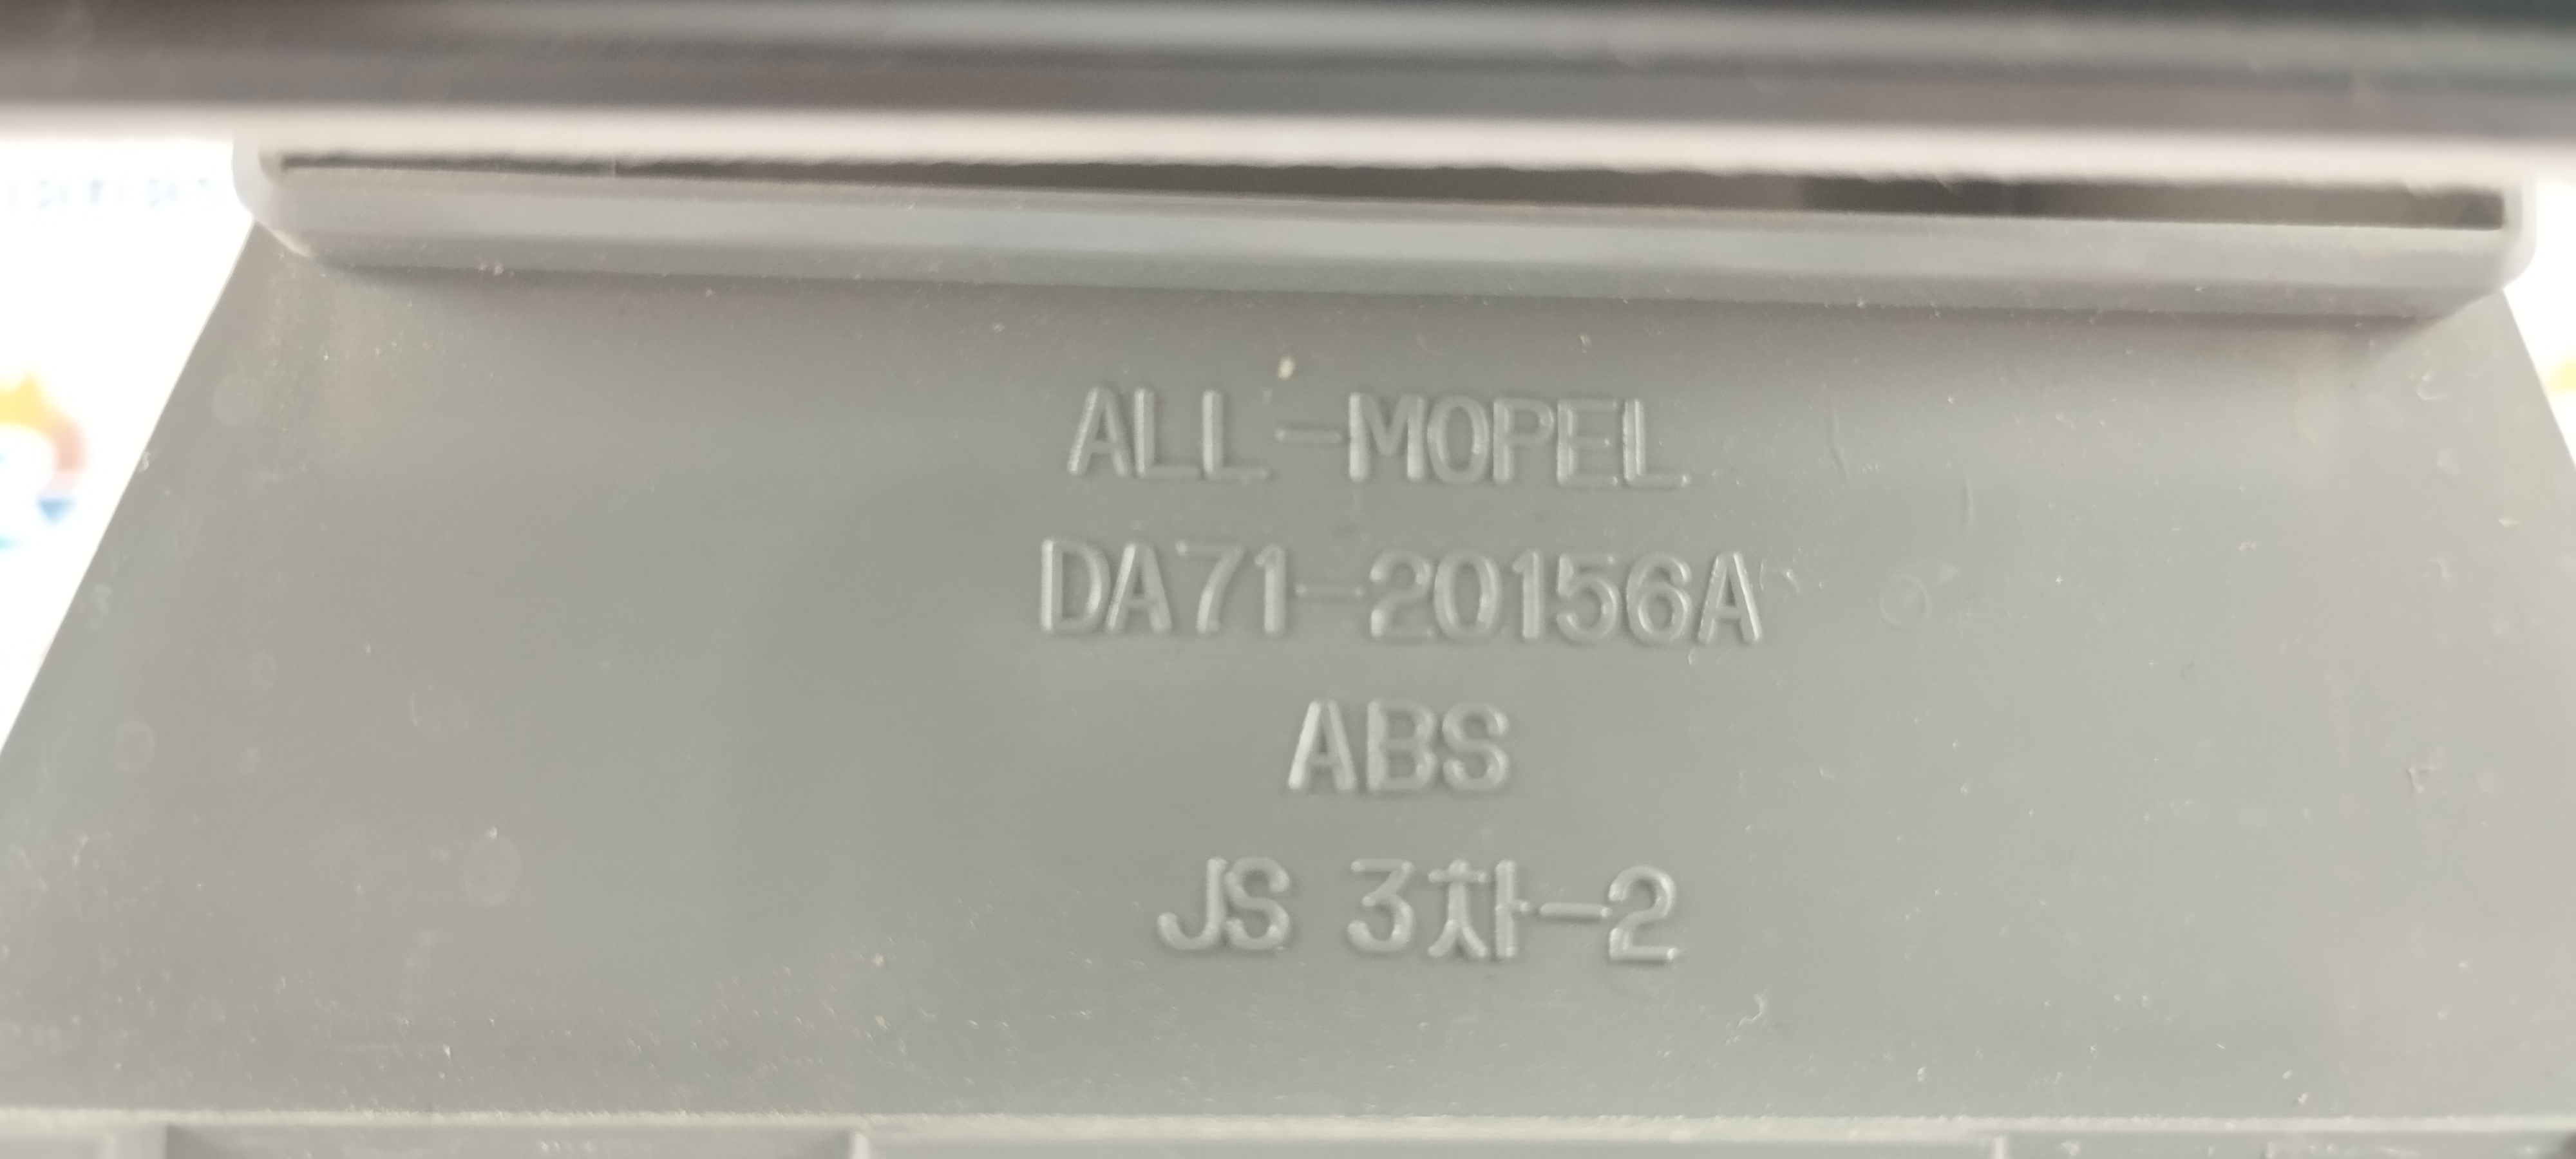 ALL-MOPEL
DA71-20156A
ABS
JS 3차-2